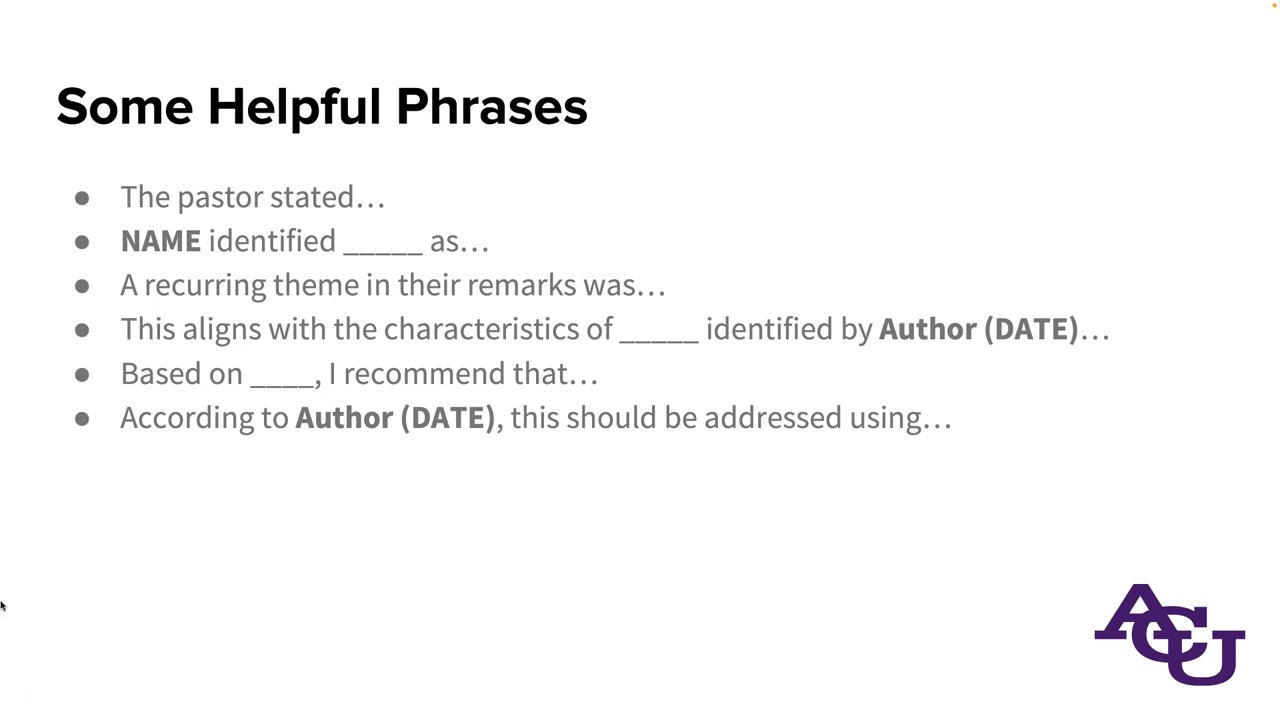 Some Helpful Phrases
● The pastor stated…
● NAME identified _____ as…
● A recurring theme in their remarks was…
● This aligns with the characteristics of _____ identified by Author (DATE)…
● Based on ____, I recommend that…
● According to Author (DATE), this should be addressed using…
ACU